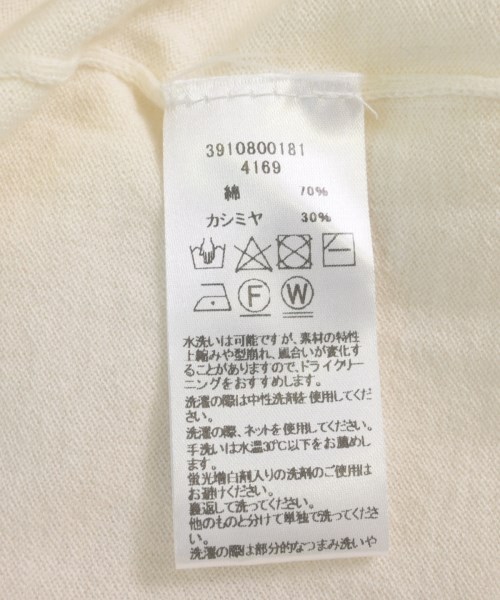 3910800181
4169
綿 70%
カシミヤ 30%
F W
水洗いは可能ですが、素材の特性
上縮みや型崩れ、風合いが変化す
ることがありますので、ドライクリー
ニングをおすすめします。
洗濯の際は中性洗剤を使用してくだ
さい。
洗濯の際、ネットを使用してください。
手洗いは水温30℃以下をお薦めし
ます。
蛍光増白剤入りの洗剤のご使用は
お避けください。
裏返して洗ってください。
他のものと分けて単独で洗ってくださ
い。
洗濯の際は部分的なつまみ洗いや